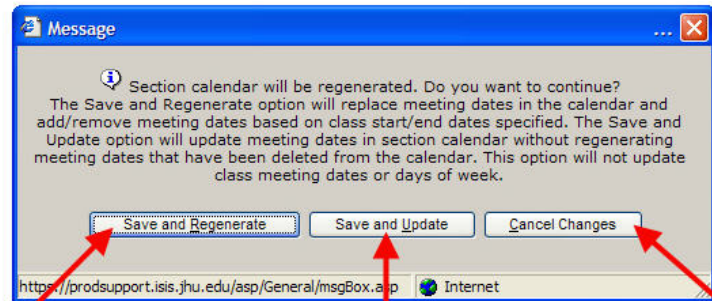 Message ...
Section calendar will be regenerated. Do you want to continue?
The Save and Regenerate option will replace meeting dates in the calendar and
add/remove meeting dates based on class start/end dates specified. The Save and
Update option will update meeting dates in section calendar without regenerating
meeting dates that have been deleted from the calendar. This option will not update
class meeting dates or days of week.
Save and Regenerate Save and Update Cancel Changes
https://prodsupport.isis.jhu.edu/asp/General/msgBox.asp Internet